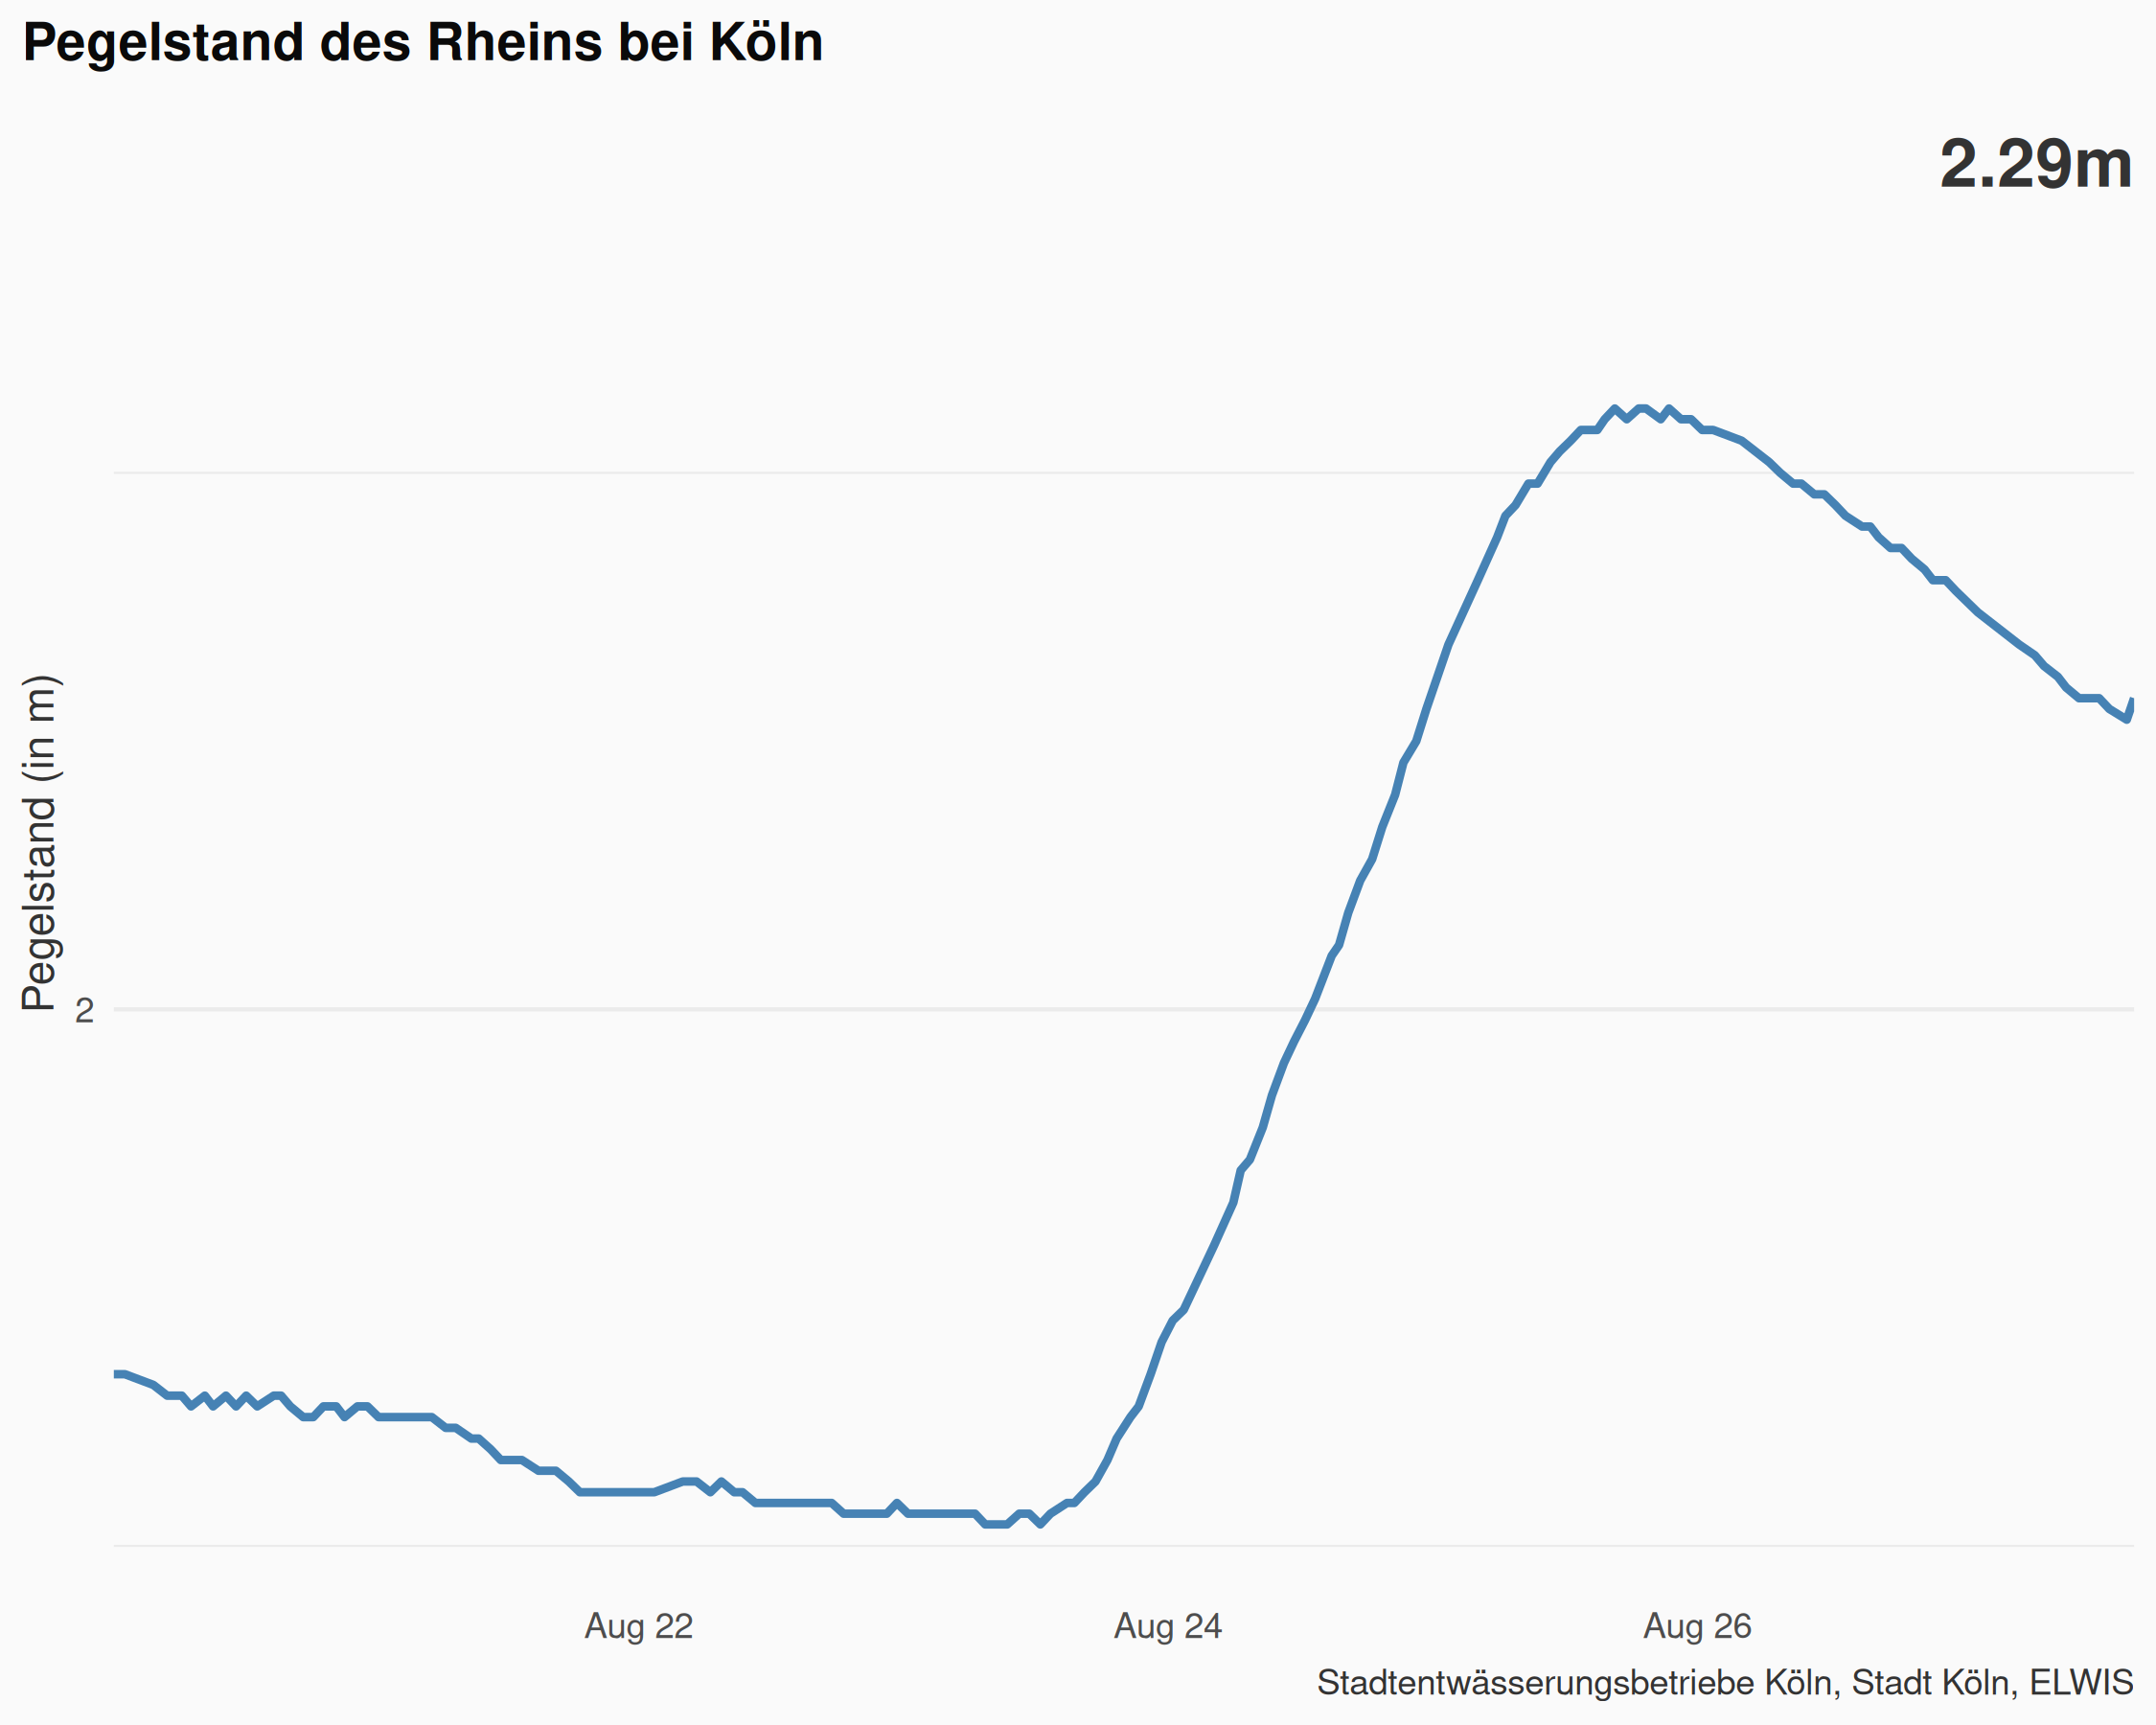 Pegelstand des Rheins bei Köln
2.29m
Pegelstand (in m)
2
Aug 22
Aug 24
Aug 26
Stadtentwässerungsbetriebe Köln, Stadt Köln, ELWIS